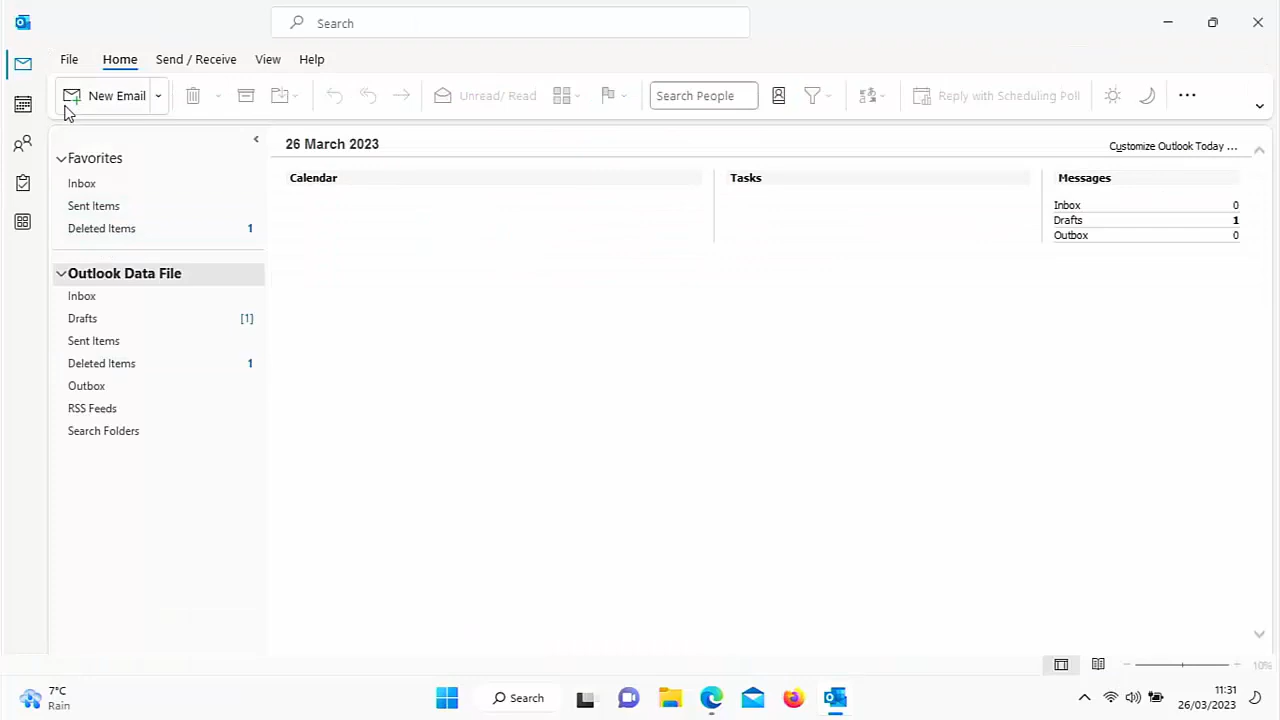 Search
File Home Send / Receive View Help
New Email Unread/ Read Search People Reply with Scheduling Poll
Favorites
Inbox
Sent Items
Deleted Items 1
Outlook Data File
Inbox
Drafts [1]
Sent Items
Deleted Items 1
Outbox
RSS Feeds
Search Folders
26 March 2023 Customize Outlook Today ...
Calendar Tasks Messages
Inbox 0
Drafts 1
Outbox 0
10%
7°C
Rain
Search
11:31
26/03/2023